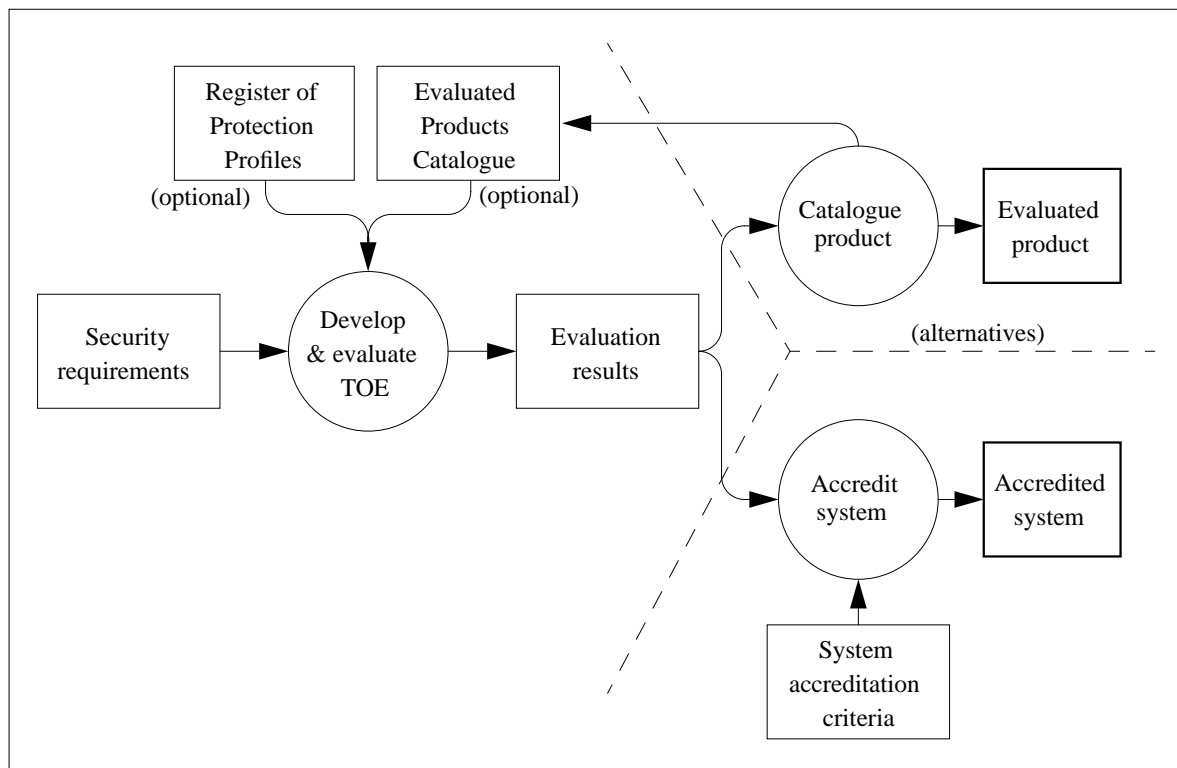 Register of
Protection
Profiles
Evaluated
Products
Catalogue
(optional)
(optional)
Catalogue
product
Evaluated
product
Security
requirements
Develop
& evaluate
TOE
Evaluation
results
(alternatives)
Accredit
system
Accredited
system
System
accreditation
criteria